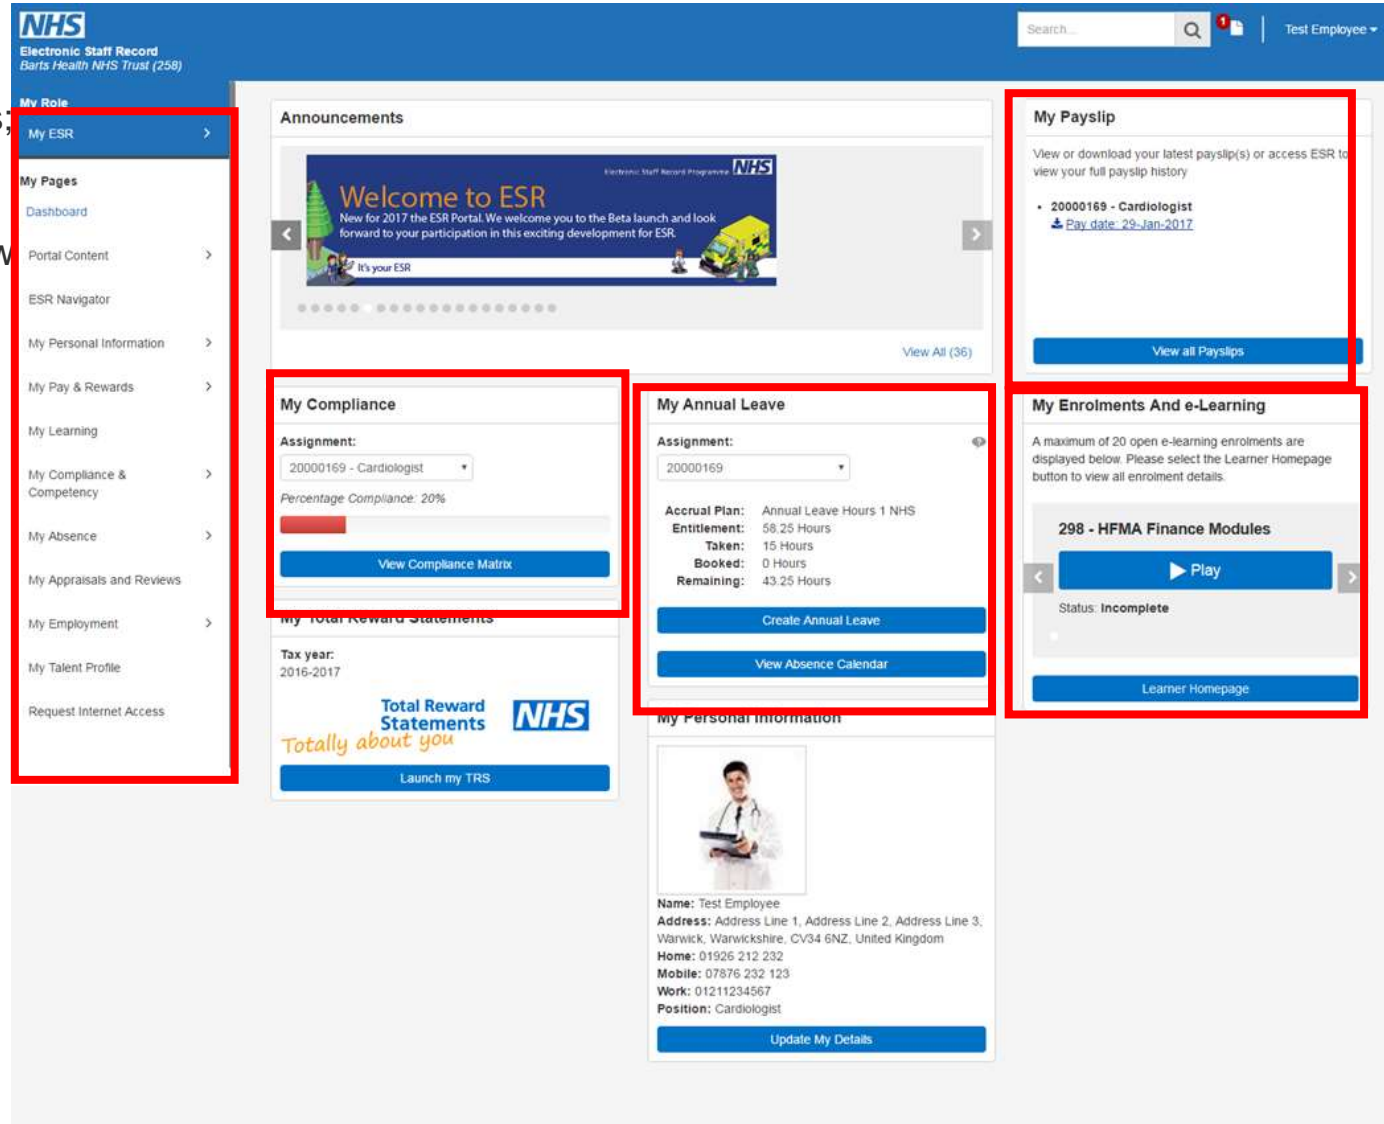 NHS
Electronic Staff Record
Barts Health NHS Trust (258)
Search...
1
Test Employee
My Role
s;
My ESR
My Pages
Dashboard
w
Portal Content
ESR Navigator
My Personal Information
My Pay & Rewards
My Learning
My Compliance &
Competency
My Absence
My Appraisals and Reviews
My Employment
My Talent Profile
Request Internet Access
Announcements
Electronic Staff Record Programme NHS
Welcome to ESR
New for 2017 the ESR Portal. We welcome you to the Beta launch and look
forward to your participation in this exciting development for ESR.
It's your ESR
View All (36)
My Payslip
View or download your latest payslip(s) or access ESR to
view your full payslip history
• 20000169 - Cardiologist
Pay date: 29-Jan-2017
View all Payslips
My Compliance
Assignment:
20000169 - Cardiologist
Percentage Compliance: 20%
View Compliance Matrix
My Annual Leave
Assignment:
20000169
Accrual Plan: Annual Leave Hours 1 NHS
Entitlement: 58.25 Hours
Taken: 15 Hours
Booked: 0 Hours
Remaining: 43.25 Hours
Create Annual Leave
View Absence Calendar
My Enrolments And e-Learning
A maximum of 20 open e-learning enrolments are
displayed below. Please select the Learner Homepage
button to view all enrolment details.
298 - HFMA Finance Modules
Play
Status: Incomplete
Learner Homepage
My Total Reward Statements
Tax year:
2016-2017
Total Reward
Statements NHS
Totally about you
Launch my TRS
My Personal Information
Name: Test Employee
Address: Address Line 1, Address Line 2, Address Line 3,
Warwick, Warwickshire, CV34 6NZ, United Kingdom
Home: 01926 212 232
Mobile: 07876 232 123
Work: 01211234567
Position: Cardiologist
Update My Details